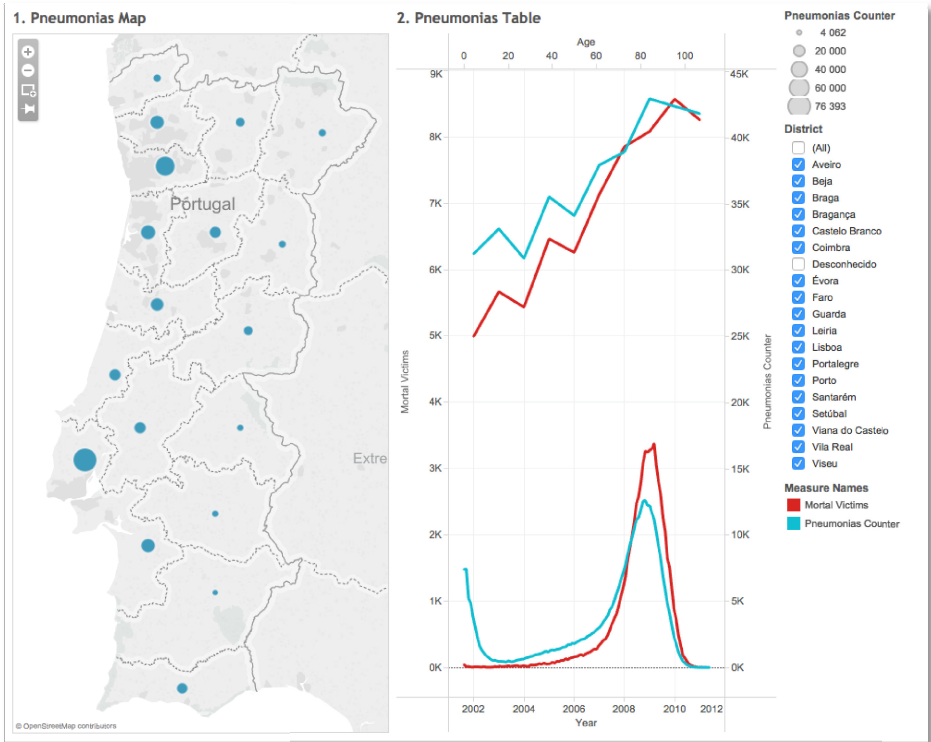 1. Pneumonias Map
Portugal
Extre
© OpenStreetMap contributors
2. Pneumonias Table
Age
0 20 40 60 80 100
9K
8K
7K
6K
5K
4K
3K
2K
1K
0K
Mortal Victims
45K
40K
35K
30K
25K
20K
15K
10K
5K
0K
Pneumonias Counter
2002 2004 2006 2008 2010 2012
Year
Pneumonias Counter
4 062
20 000
40 000
60 000
76 393
District
(All)
Aveiro
Beja
Braga
Bragança
Castelo Branco
Coimbra
Desconhecido
Évora
Faro
Guarda
Leiria
Lisboa
Portalegre
Porto
Santarém
Setúbal
Viana do Castelo
Vila Real
Viseu
Measure Names
Mortal Victims
Pneumonias Counter